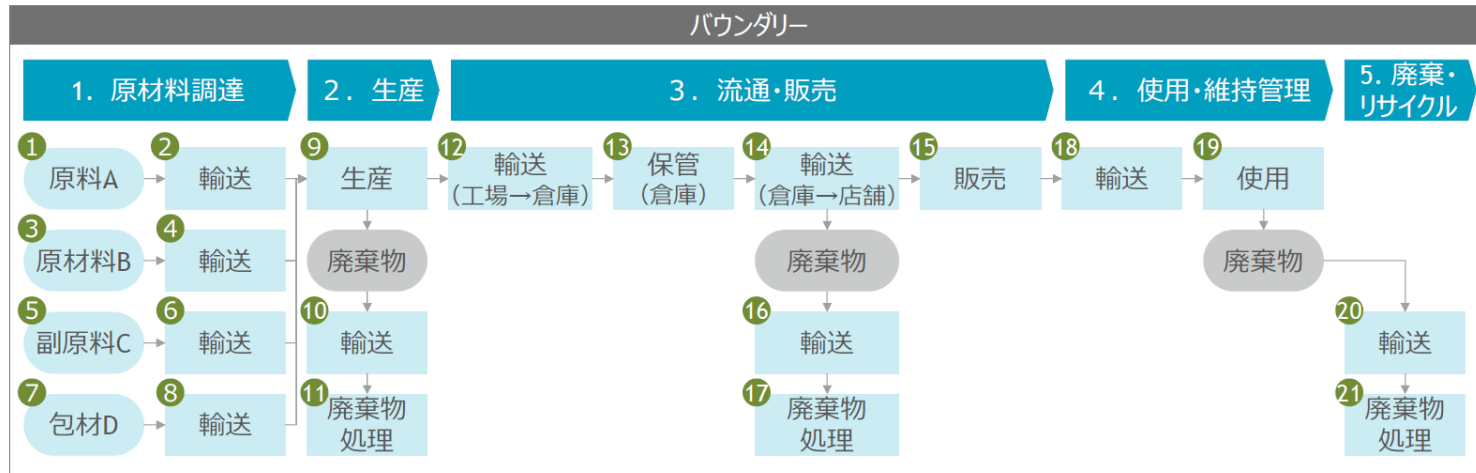 バウンダリー
1. 原材料調達
２. 生産
３. 流通・販売
４. 使用・維持管理
5. 廃棄・
リサイクル
1
原料A
2
輸送
3
原材料B
4
輸送
5
副原料C
6
輸送
7
包材D
8
輸送
9
生産
廃棄物
10
輸送
11
廃棄物
処理
12
輸送
（工場→倉庫）
13
保管
（倉庫）
14
輸送
（倉庫→店舗）
廃棄物
15
販売
16
輸送
17
廃棄物
処理
18
輸送
19
使用
廃棄物
20
輸送
21
廃棄物
処理